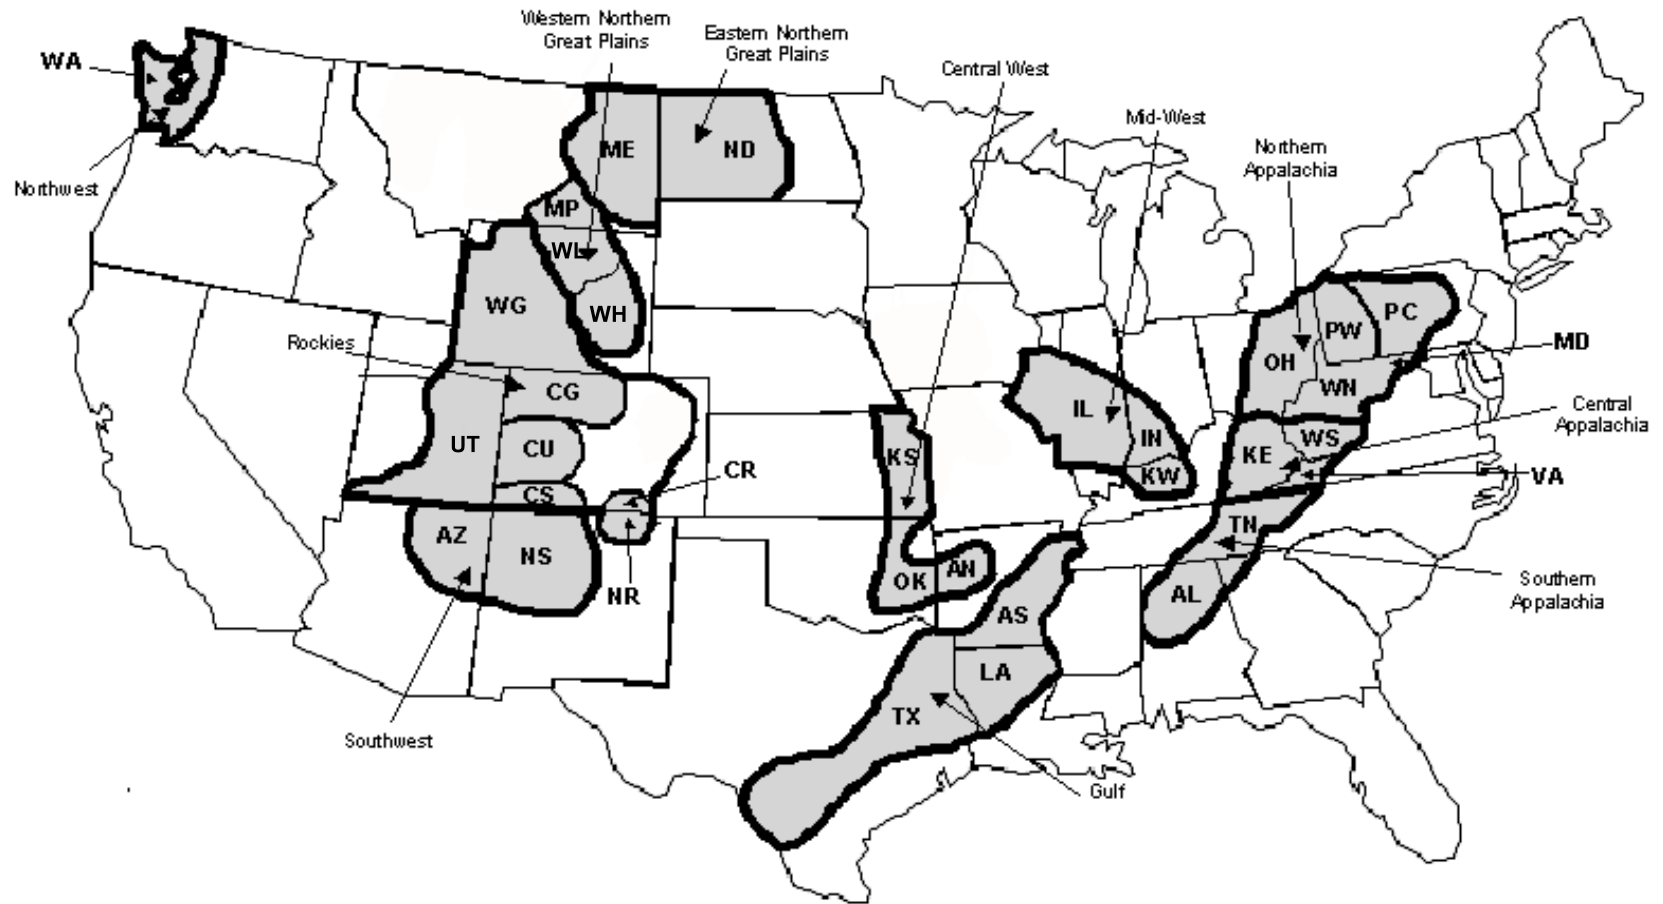 Western Northern
Great Plains
Eastern Northern
Great Plains
Central West
Mid-West
Northern
Appalachia
WA
Northwest
ME
ND
MP
WL
WG
WH
Rockies
CG
UT
CU
CS
CR
AZ
NS
NR
Southwest
KS
OK
AN
AS
LA
TX
Gulf
IL
IN
KW
OH
PW
PC
MD
WN
WS
KE
Central
Appalachia
VA
TN
AL
Southern
Appalachia